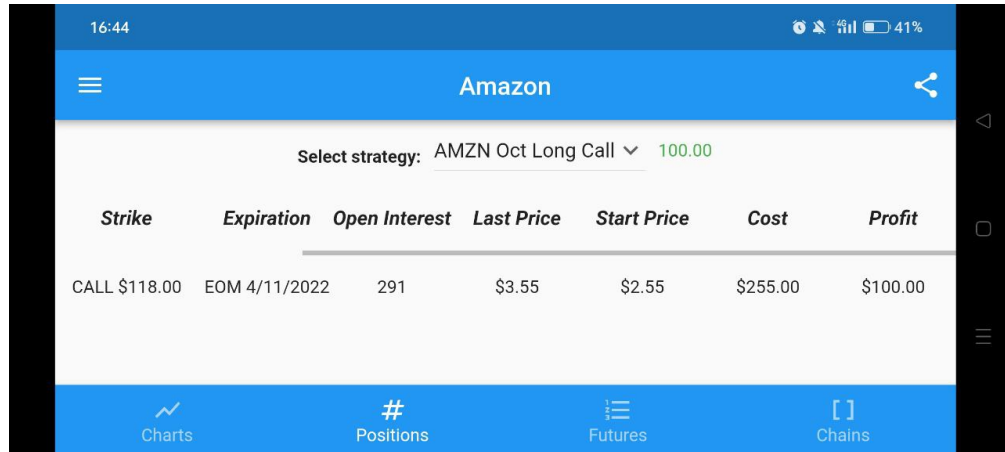 16:44 4G 41%
Amazon
Select strategy: AMZN Oct Long Call 100.00
Strike Expiration Open Interest Last Price Start Price Cost Profit
CALL $118.00 EOM 4/11/2022 291 $3.55 $2.55 $255.00 $100.00
# [ ]
Charts Positions Futures Chains